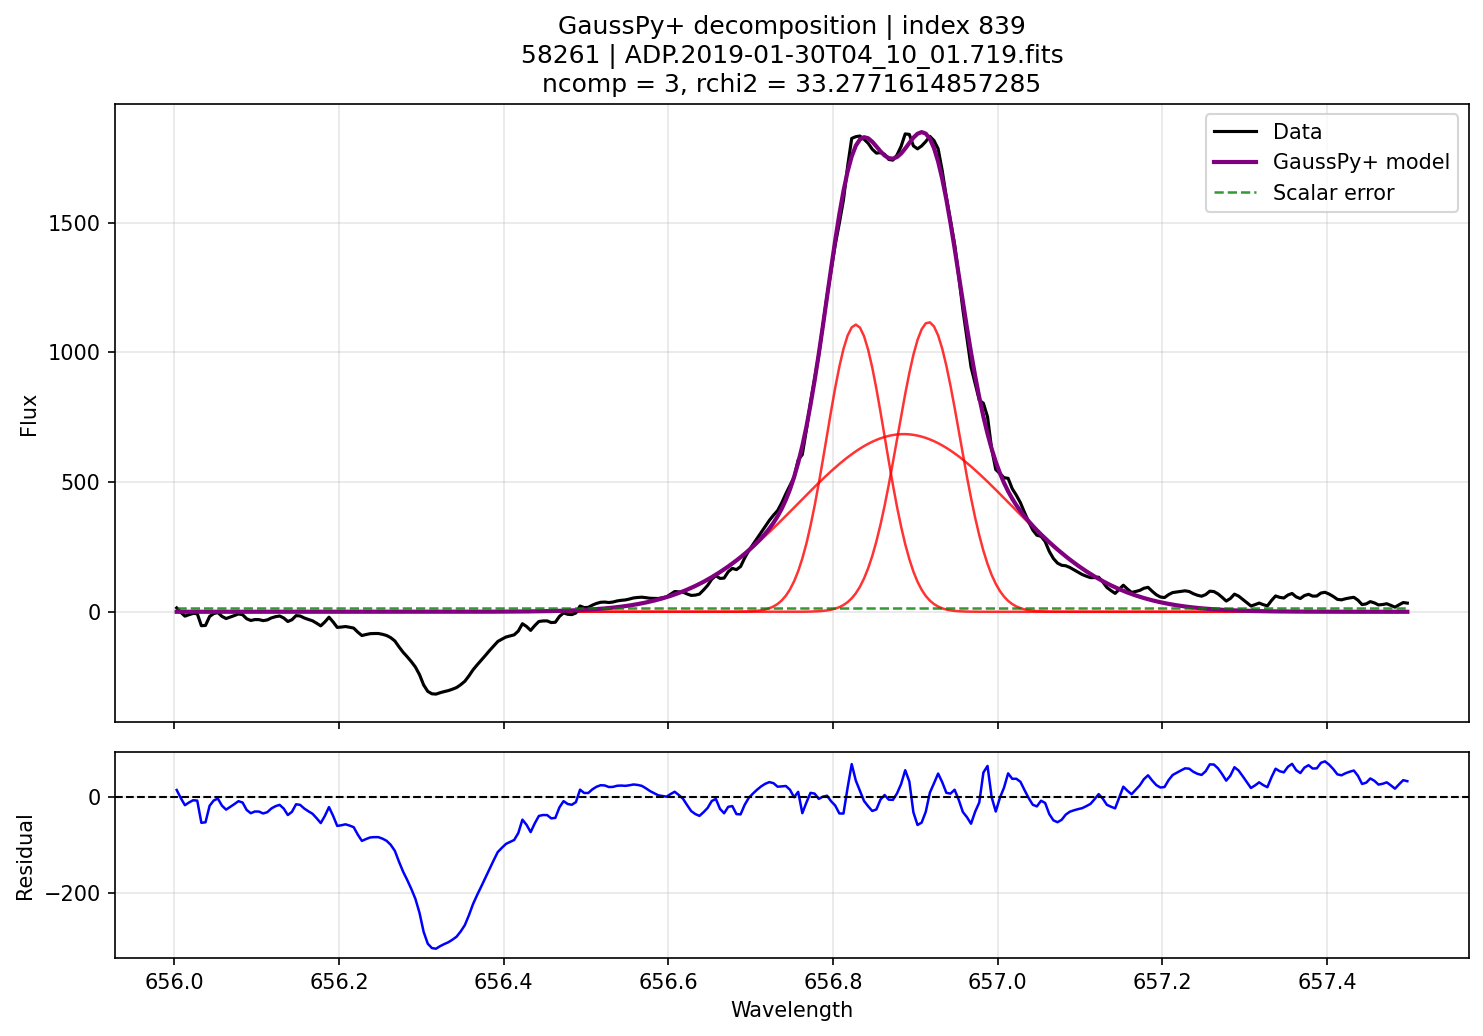 GaussPy+ decomposition | index 839
58261 | ADP.2019-01-30T04_10_01.719.fits
ncomp = 3, rchi2 = 33.2771614857285
Data
GaussPy+ model
Scalar error
Flux
1500
1000
500
0
Residual
0
−200
656.0 656.2 656.4 656.6 656.8 657.0 657.2 657.4
Wavelength